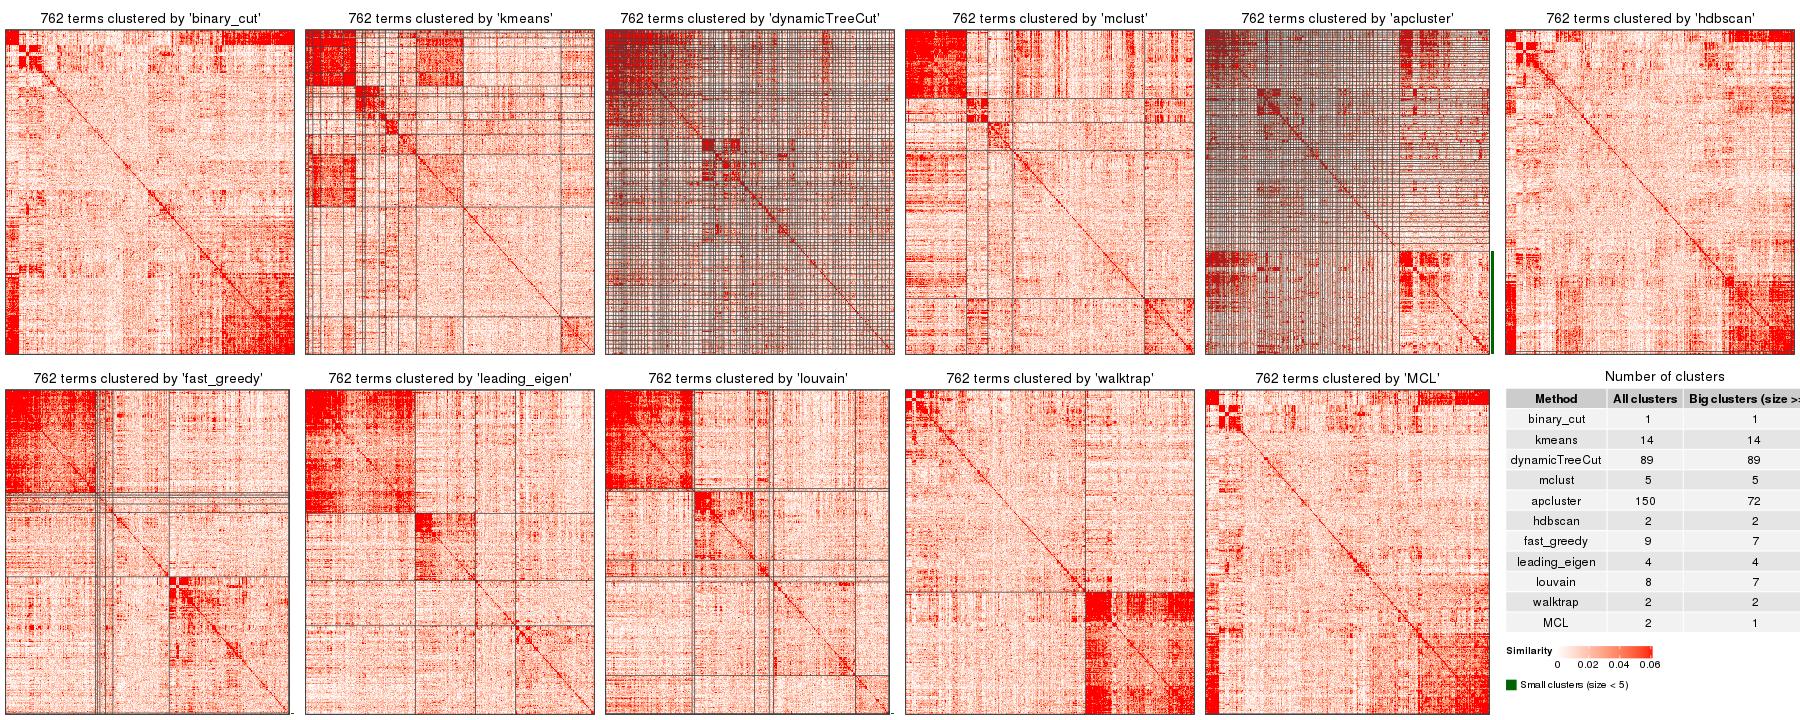 762 terms clustered by 'binary_cut'
762 terms clustered by 'kmeans'
762 terms clustered by 'dynamicTreeCut'
762 terms clustered by 'mclust'
762 terms clustered by 'apcluster'
762 terms clustered by 'hdbscan'
762 terms clustered by 'fast_greedy'
762 terms clustered by 'leading_eigen'
762 terms clustered by 'louvain'
762 terms clustered by 'walktrap'
762 terms clustered by 'MCL'
Number of clusters
Method All clusters Big clusters (size >=
binary_cut 1 1
kmeans 14 14
dynamicTreeCut 89 89
mclust 5 5
apcluster 150 72
hdbscan 2 2
fast_greedy 9 7
leading_eigen 4 4
louvain 8 7
walktrap 2 2
MCL 2 1
Similarity
0 0.02 0.04 0.06
Small clusters (size < 5)